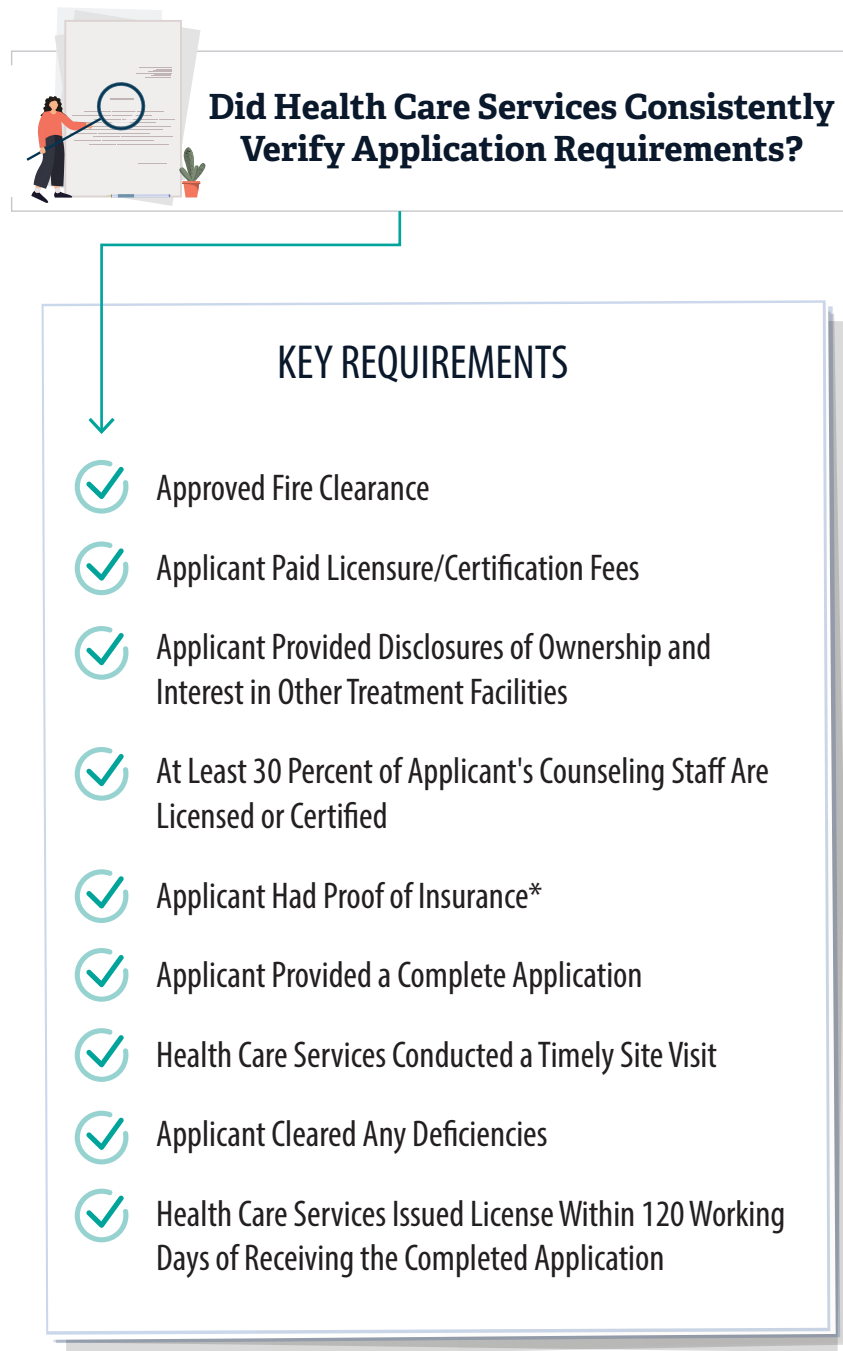 Did Health Care Services Consistently
Verify Application Requirements?
KEY REQUIREMENTS
Approved Fire Clearance
Applicant Paid Licensure/Certification Fees
Applicant Provided Disclosures of Ownership and
Interest in Other Treatment Facilities
At Least 30 Percent of Applicant's Counseling Staff Are
Licensed or Certified
Applicant Had Proof of Insurance*
Applicant Provided a Complete Application
Health Care Services Conducted a Timely Site Visit
Applicant Cleared Any Deficiencies
Health Care Services Issued License Within 120 Working
Days of Receiving the Completed Application